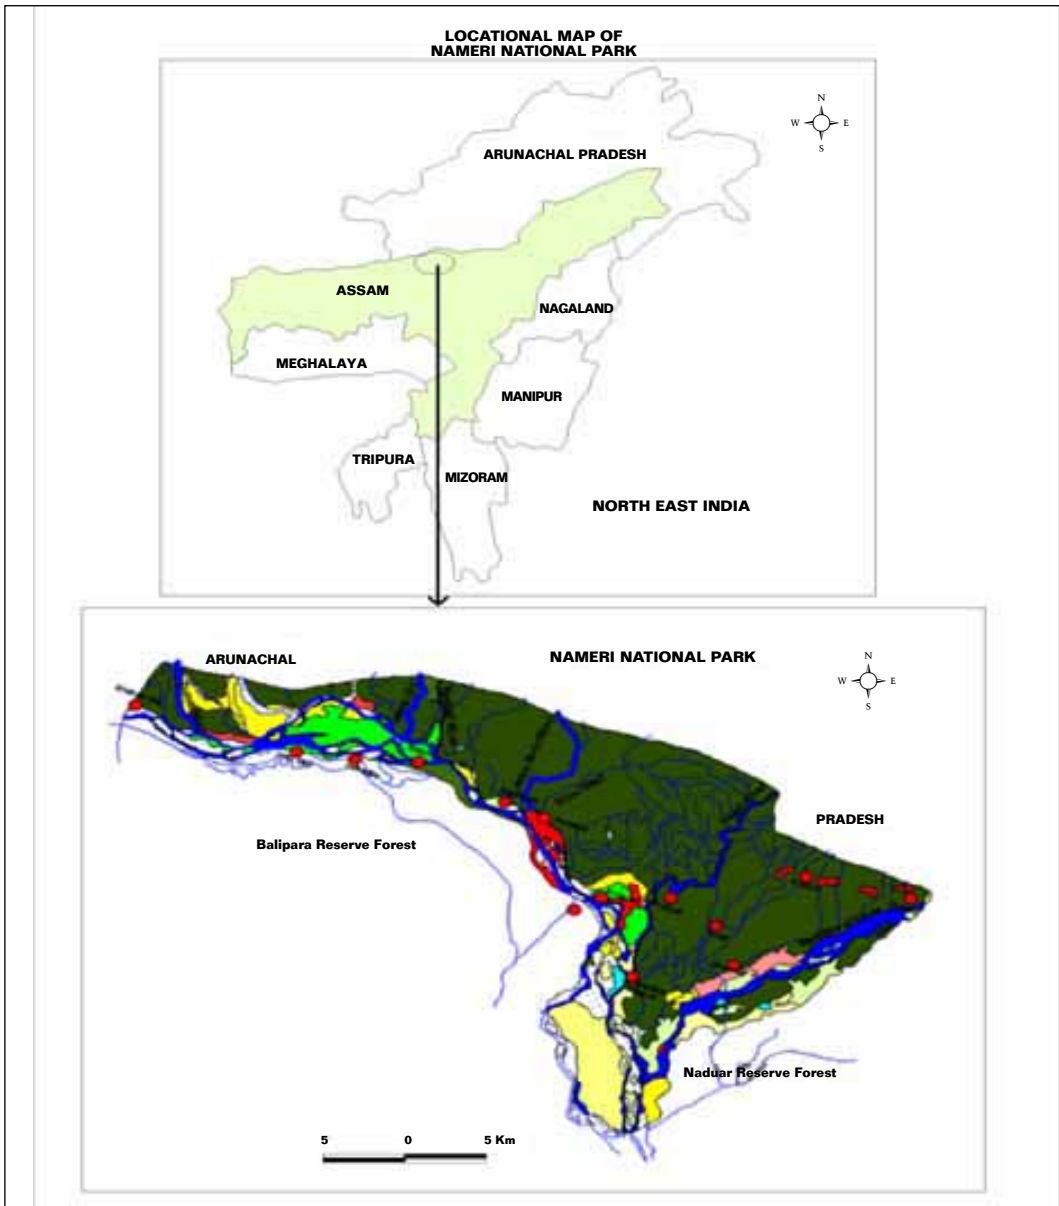 LOCATIONAL MAP OF
NAMERI NATIONAL PARK
N
W E
S
ARUNACHAL PRADESH
ASSAM
NAGALAND
MEGHALAYA
MANIPUR
TRIPURA
MIZORAM
NORTH EAST INDIA
ARUNACHAL
NAMERI NATIONAL PARK
N
W E
S
PRADESH
Balipara Reserve Forest
Naduar Reserve Forest
5 0 5 Km